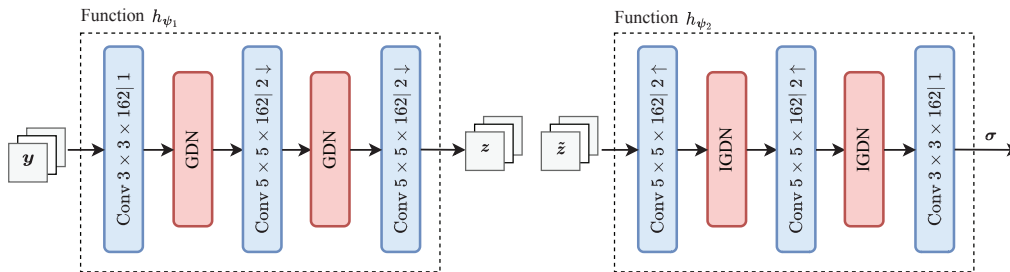 Function h_{ψ_1}
y
Conv 3 × 3 × 162| 1
GDN
Conv 5 × 5 × 162| 2 ↓
GDN
Conv 5 × 5 × 162| 2 ↓
z
Function h_{ψ_2}
z̃
Conv 5 × 5 × 162| 2 ↑
IGDN
Conv 5 × 5 × 162| 2 ↑
IGDN
Conv 3 × 3 × 162| 1
σ